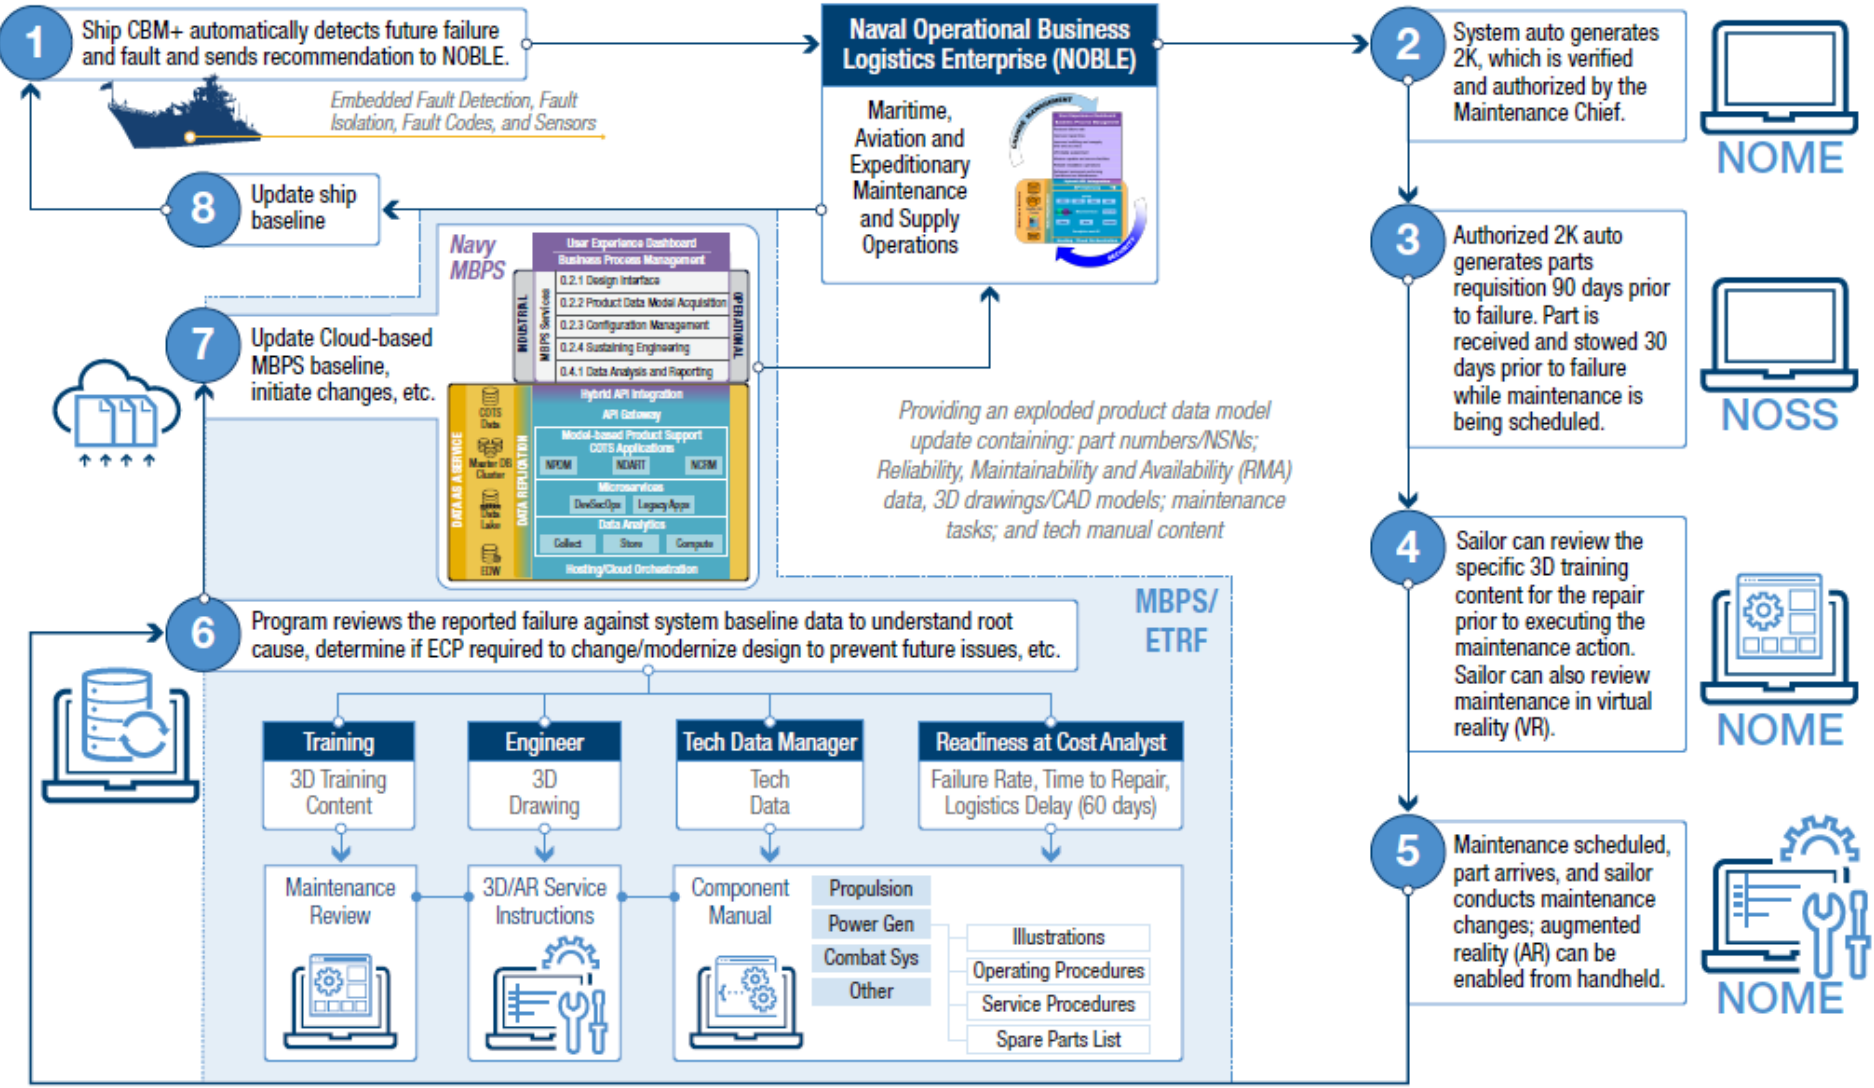 1
Ship CBM+ automatically detects future failure
and fault and sends recommendation to NOBLE.
Embedded Fault Detection, Fault
Isolation, Fault Codes, and Sensors
Naval Operational Business
Logistics Enterprise (NOBLE)
Maritime,
Aviation and
Expeditionary
Maintenance
and Supply
Operations
SECURITY
2
System auto generates
2K, which is verified
and authorized by the
Maintenance Chief.
NOME
3
Authorized 2K auto
generates parts
requisition 90 days prior
to failure. Part is
received and stowed 30
days prior to failure
while maintenance is
being scheduled.
NOSS
4
Sailor can review the
specific 3D training
content for the repair
prior to executing the
maintenance action.
Sailor can also review
maintenance in virtual
reality (VR).
NOME
5
Maintenance scheduled,
part arrives, and sailor
conducts maintenance
changes; augmented
reality (AR) can be
enabled from handheld.
NOME
8
Update ship
baseline
7
Update Cloud-based
MBPS baseline,
initiate changes, etc.
Navy
MBPS
User Experience Dashboard
Business Process Management
INDUSTRIAL
MBPS Services
0.2.1 Design Interface
0.2.2 Product Data Model Acquisition
0.2.3 Configuration Management
0.2.4 Sustaining Engineering
0.4.1 Data Analysis and Reporting
OPERATIONAL
DATA AS A SERVICE
COTS
Data
Master DB
Cluster
Data
Lake
EDW
DATA REPLICATION
Hybrid API Integration
API Gateway
Model-based Product Support
COTS Applications
NPDM
NDART
NCRM
Microservices
DevSecOps
Legacy Apps
Data Analytics
Collect
Store
Compute
Hosting/Cloud Orchestration
Providing an exploded product data model
update containing: part numbers/NSNs;
Reliability, Maintainability and Availability (RMA)
data, 3D drawings/CAD models; maintenance
tasks; and tech manual content
MBPS/
ETRF
6
Program reviews the reported failure against system baseline data to understand root
cause, determine if ECP required to change/modernize design to prevent future issues, etc.
Training
3D Training
Content
Engineer
3D
Drawing
Tech Data Manager
Tech
Data
Readiness at Cost Analyst
Failure Rate, Time to Repair,
Logistics Delay (60 days)
Maintenance
Review
3D/AR Service
Instructions
Component
Manual
Propulsion
Power Gen
Combat Sys
Other
Illustrations
Operating Procedures
Service Procedures
Spare Parts List